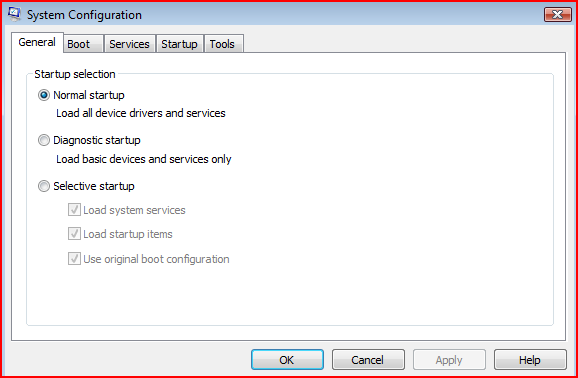 System Configuration
General Boot Services Startup Tools
Startup selection
Normal startup
Load all device drivers and services
Diagnostic startup
Load basic devices and services only
Selective startup
Load system services
Load startup items
Use original boot configuration
OK Cancel Apply Help